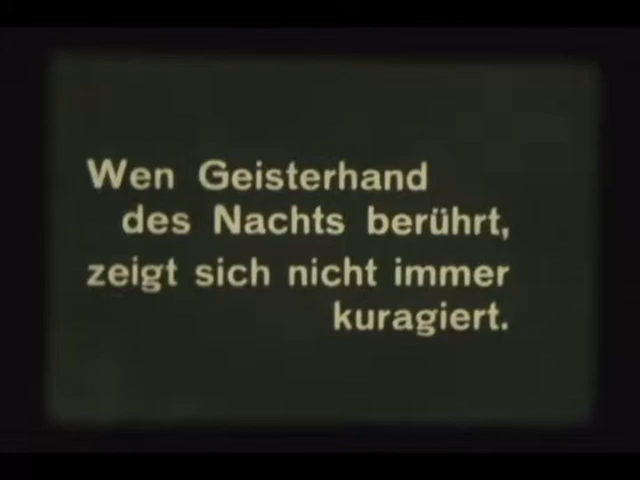 Wen Geisterhand
des Nachts berührt,
zeigt sich nicht immer
kuragiert.